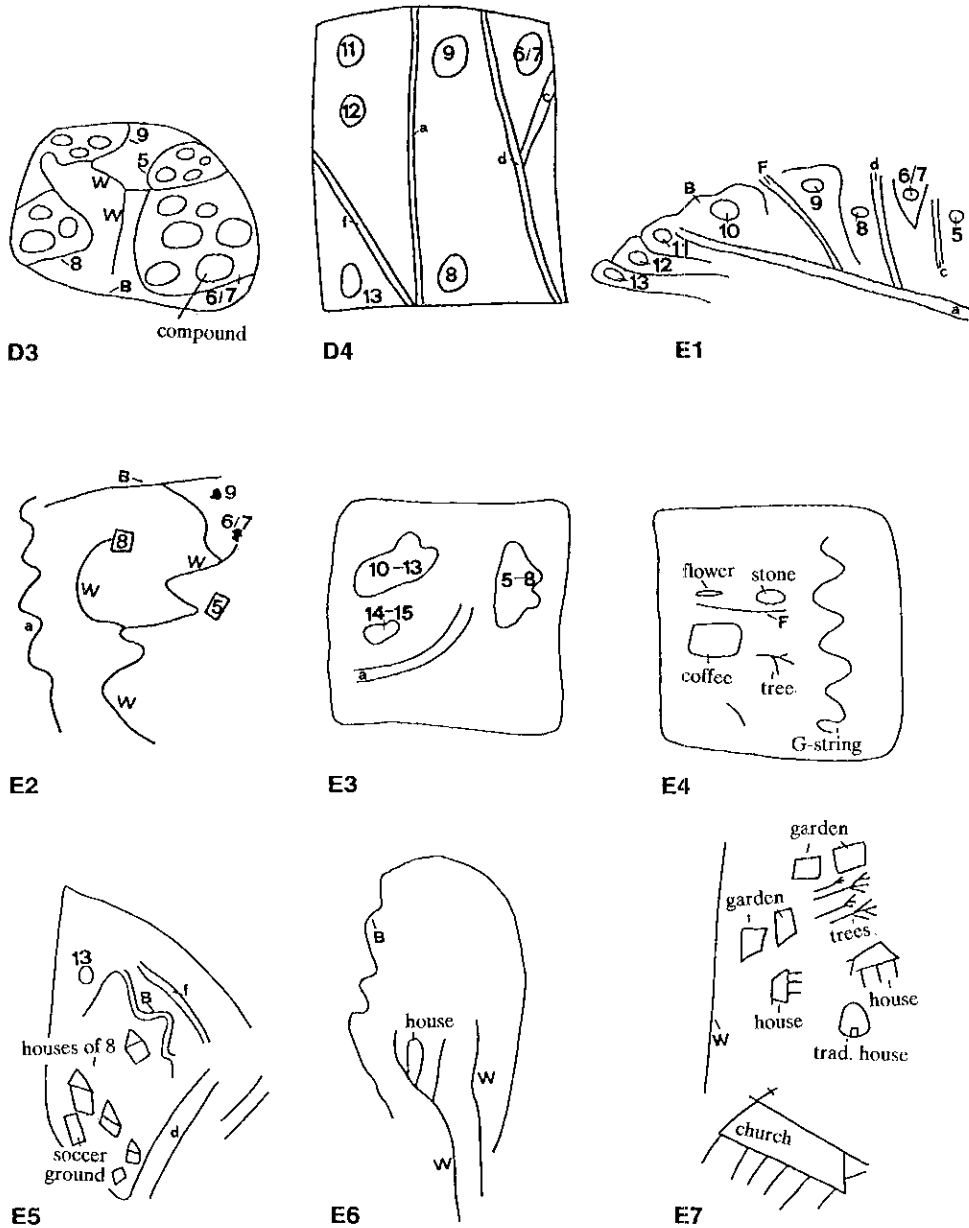 9
5
W
W
8
B
6/7
compound
D3
11
9
6/7
12
c
a
d
f
13
8
D4
F
d
6/7
B
9
8
5
10
11
12
13
c
a
E1
B
9
6/7
8
W
W
5
a
W
E2
10-13
5-8
14-15
a
E3
flower
stone
F
coffee
tree
G-string
E4
13
B
f
houses of 8
d
soccer
ground
E5
B
house
W
W
E6
garden
garden
trees
house
house
W
trad. house
church
E7